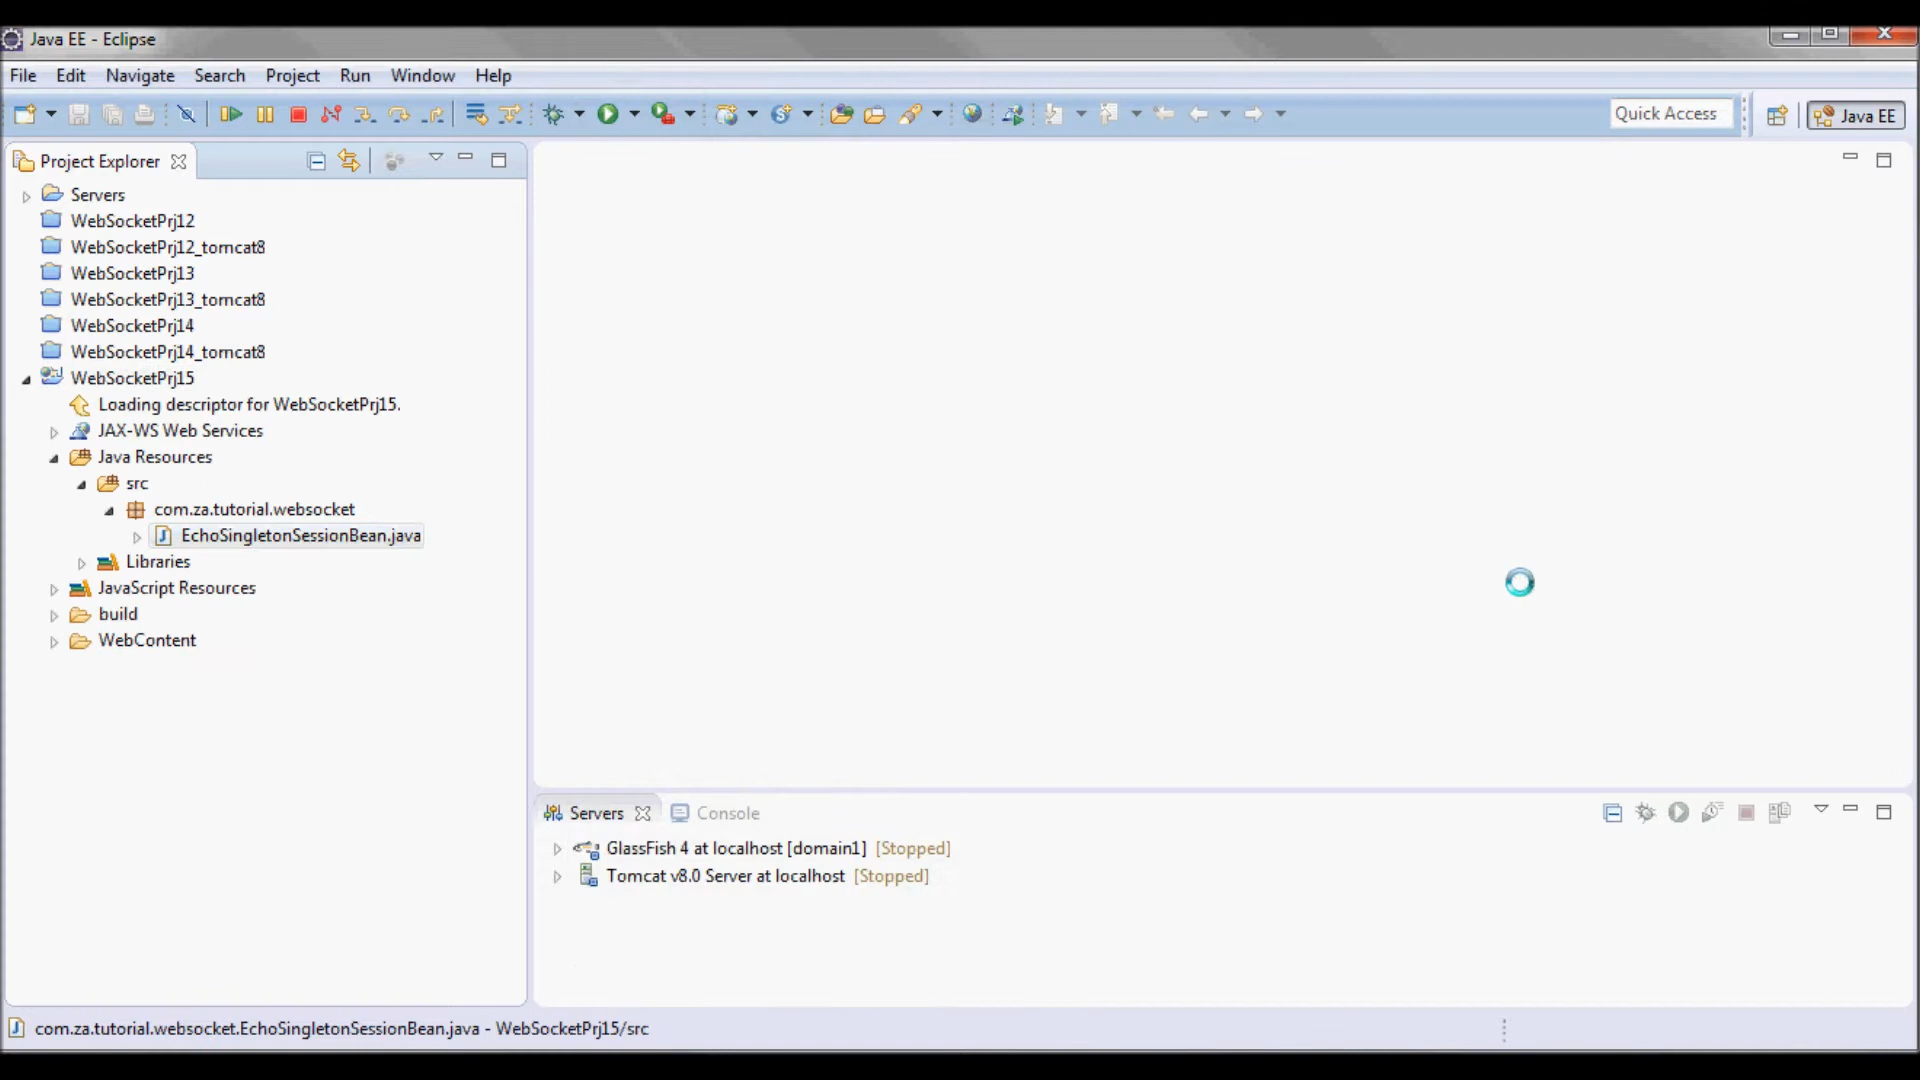 Java EE - Eclipse
File Edit Navigate Search Project Run Window Help
Quick Access
Java EE
Project Explorer
Servers
WebSocketPrj12
WebSocketPrj12_tomcat8
WebSocketPrj13
WebSocketPrj13_tomcat8
WebSocketPrj14
WebSocketPrj14_tomcat8
WebSocketPrj15
Loading descriptor for WebSocketPrj15.
JAX-WS Web Services
Java Resources
src
com.za.tutorial.websocket
EchoSingletonSessionBean.java
Libraries
JavaScript Resources
build
WebContent
Servers Console
GlassFish 4 at localhost [domain1] [Stopped]
Tomcat v8.0 Server at localhost [Stopped]
com.za.tutorial.websocket.EchoSingletonSessionBean.java - WebSocketPrj15/src